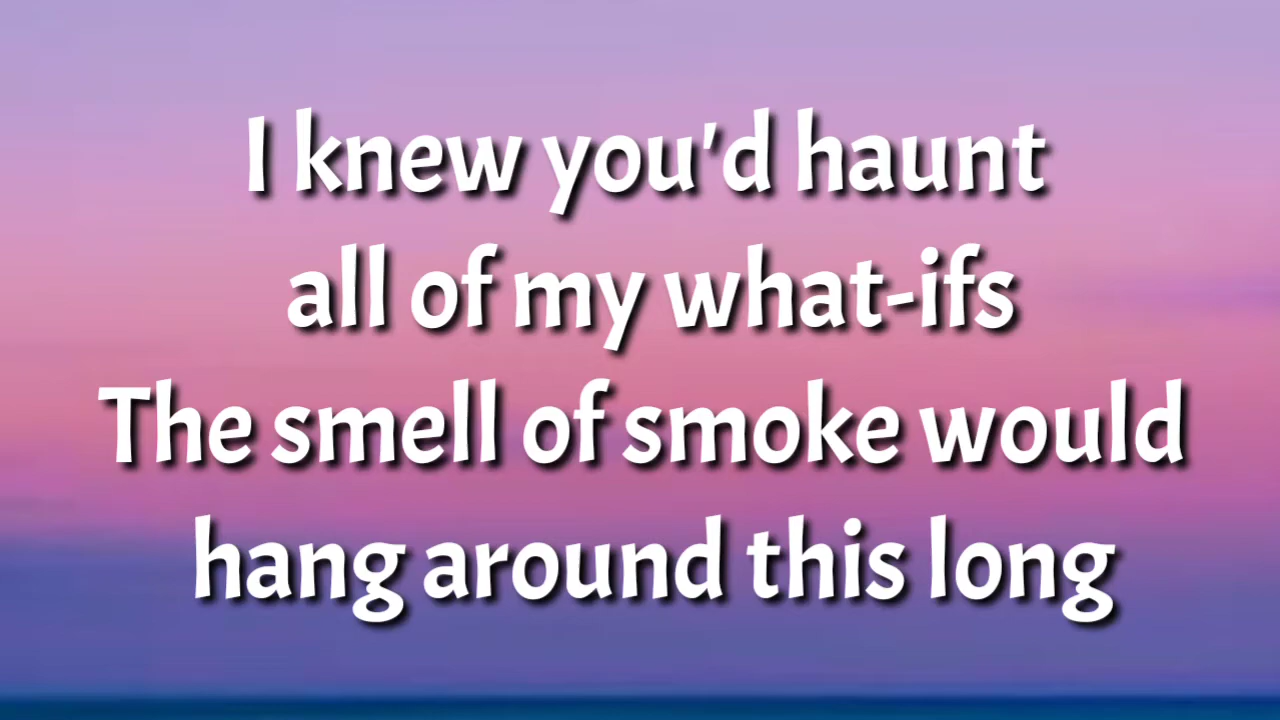 I knew you'd haunt
all of my what-ifs
The smell of smoke would
hang around this long